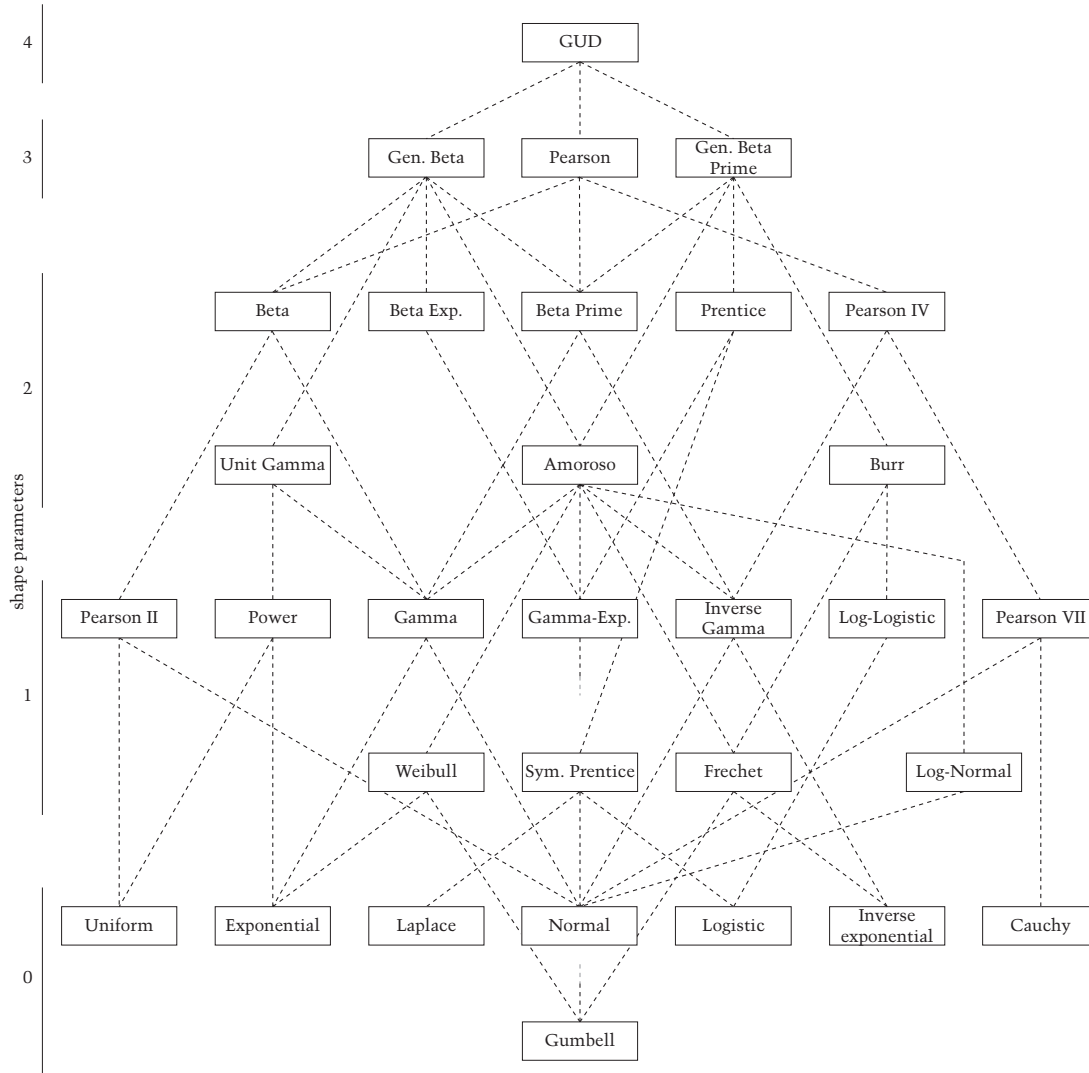 4
GUD
3
Gen. Beta
Pearson
Gen. Beta
Prime
Beta
Beta Exp.
Beta Prime
Prentice
Pearson IV
2
Unit Gamma
Amoroso
Burr
shape parameters
Pearson II
Power
Gamma
Gamma-Exp.
Inverse
Gamma
Log-Logistic
Pearson VII
1
Weibull
Sym. Prentice
Frechet
Log-Normal
Uniform
Exponential
Laplace
Normal
Logistic
Inverse
exponential
Cauchy
0
Gumbell